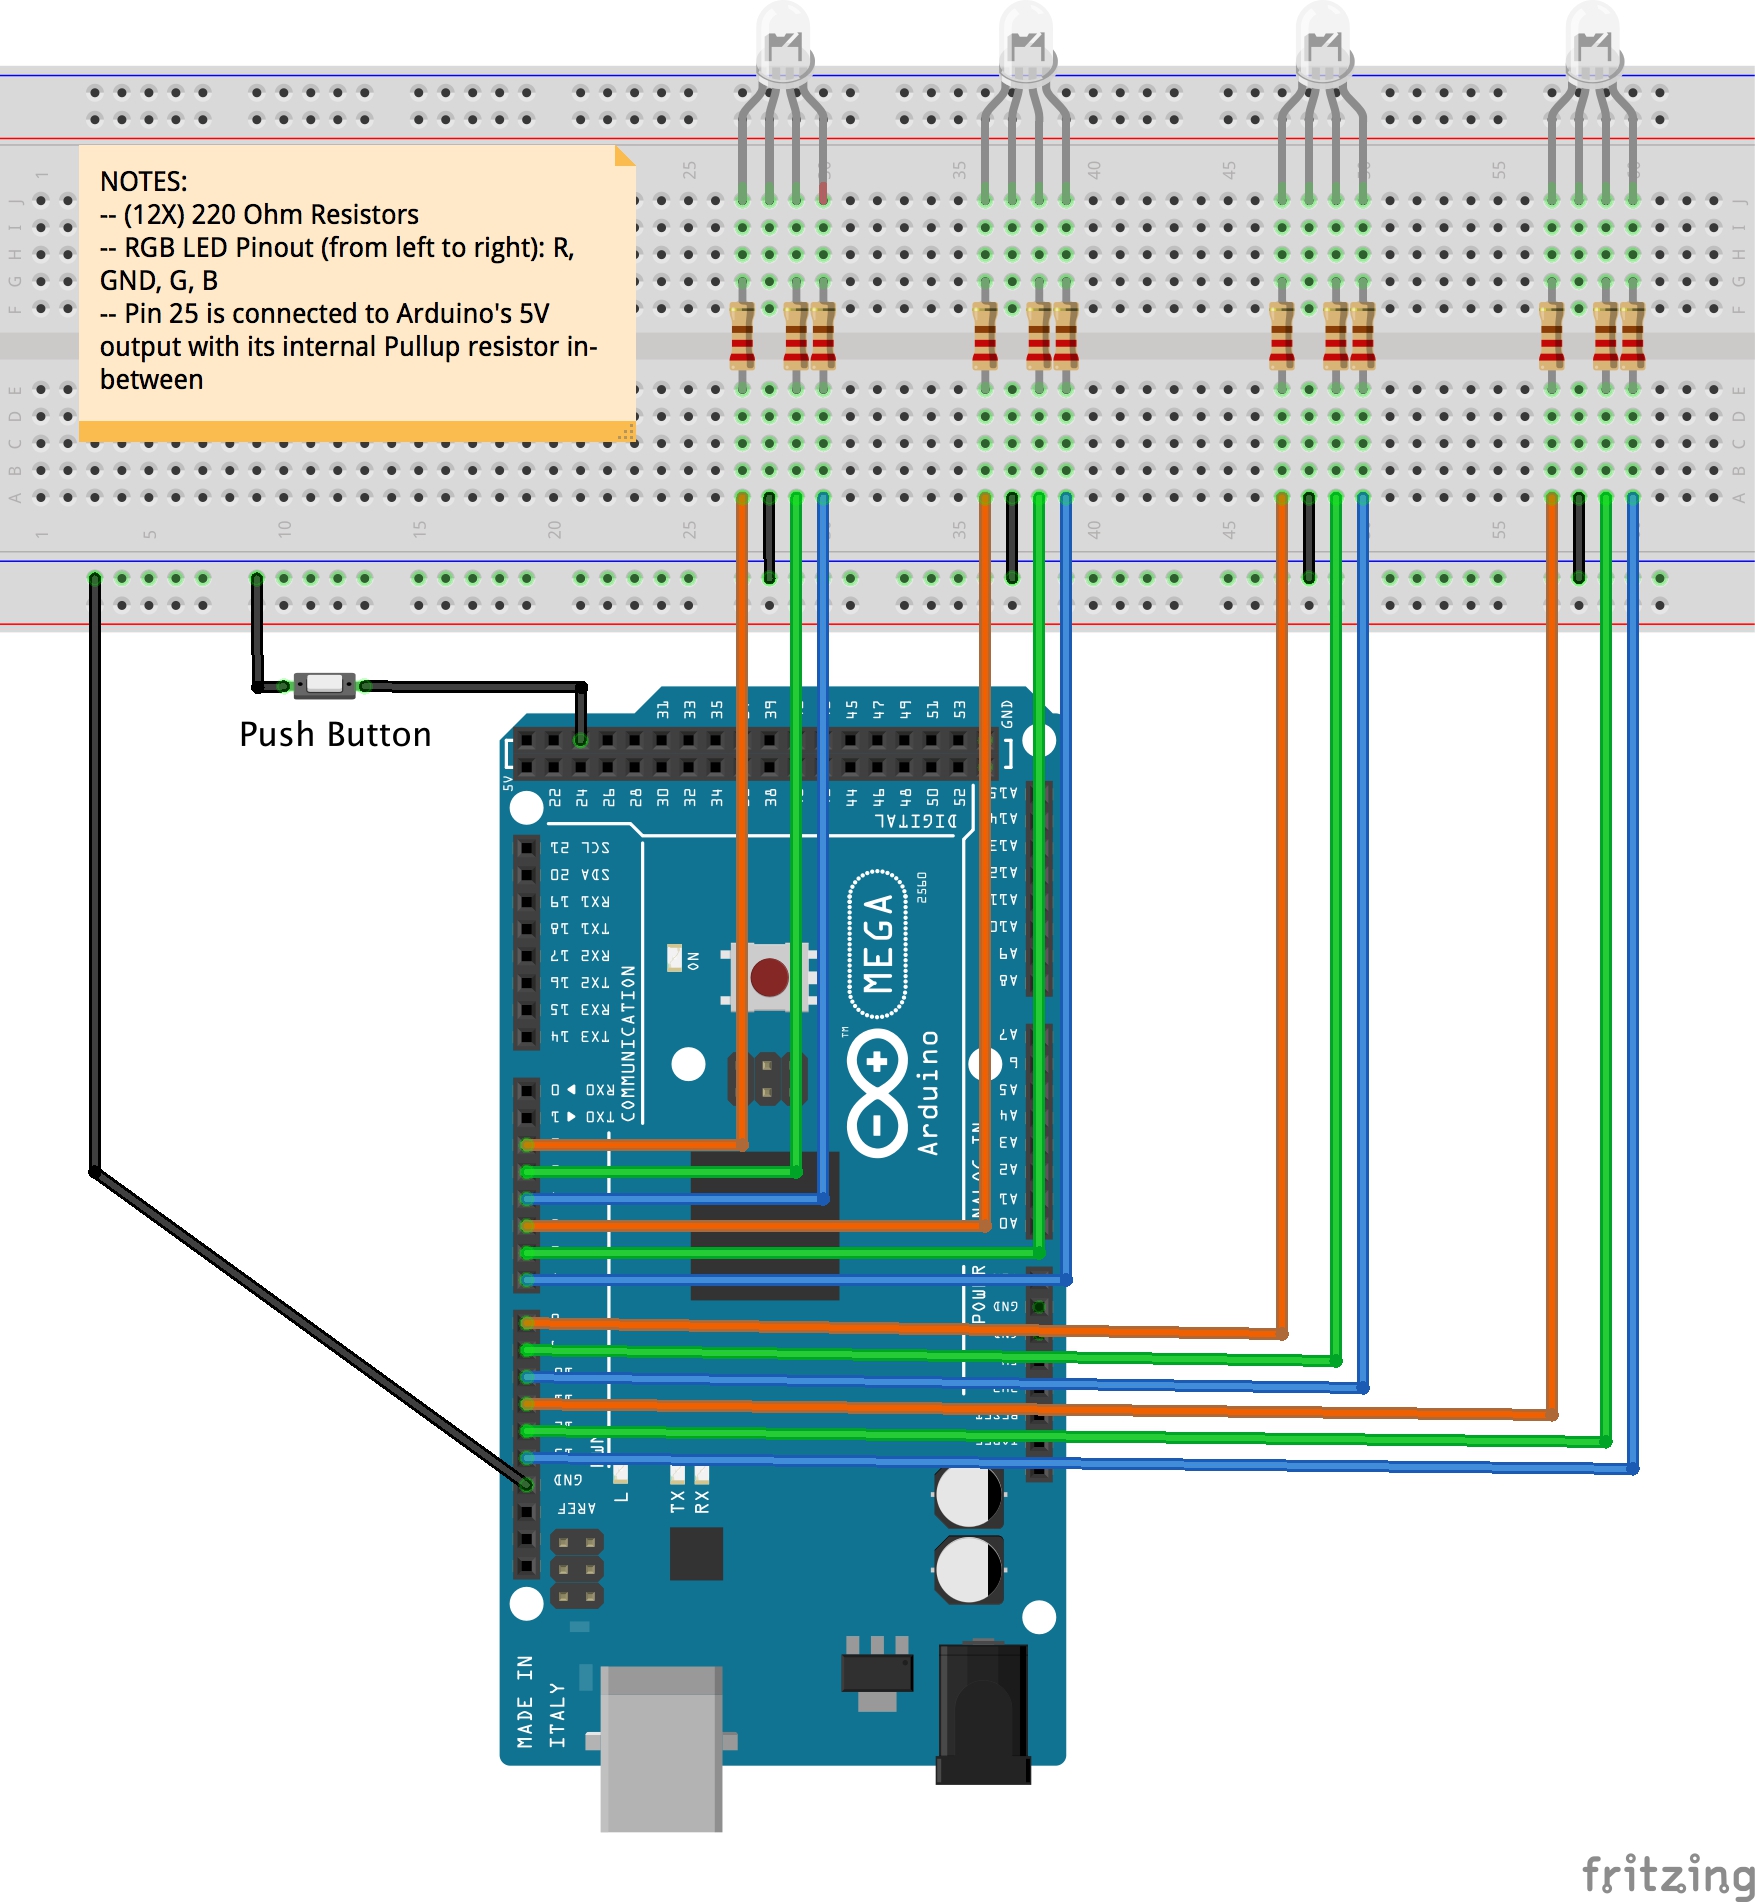 25
35
40
45
55
1
J
J
I
I
H
H
G
G
F
F
NOTES:
-- (12X) 220 Ohm Resistors
-- RGB LED Pinout (from left to right): R,
GND, G, B
-- Pin 25 is connected to Arduino's 5V
output with its internal Pullup resistor in-
between
E
E
D
D
C
C
B
B
A
A
1
5
10
15
20
25
35
40
45
55
Push Button
31 33 35 39 45 47 49 51 53 GND
5V
22 24 26 28 30 32 34 38 44 46 48 50 52
DIGITAL
A15
A14
A13
A12
A11
A10
A9
A8
SCL 21
SDA 20
RX1 19
TX1 18
RX2 17
TX2 16
RX3 15
TX3 14
RX0 ◄ 0
TX0 ► 1
COMMUNICATION
ON
MEGA
2560
TM
Arduino
A7
6
A5
A4
A3
A2
A1
A0
POWER
GND
PWM
GND
AREF
L
TX
RX
MADE IN
ITALY
fritzing